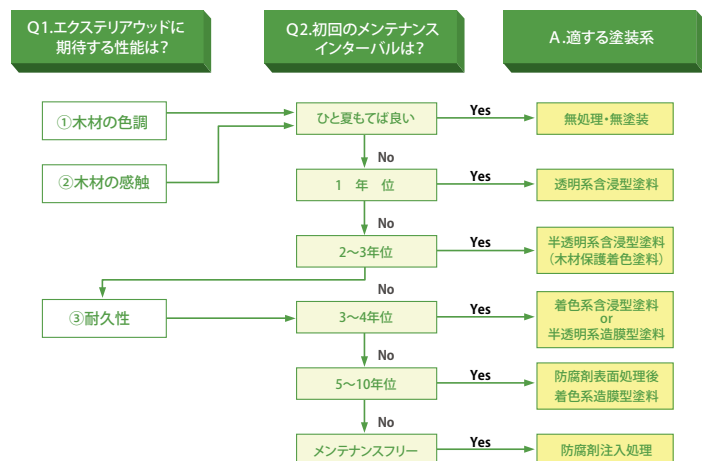 Q1.エクステリアウッドに
期待する性能は？
Q2.初回のメンテナンス
インターバルは？
A.適する塗装系
①木材の色調
ひと夏もてば良い
Yes
無処理・無塗装
No
②木材の感触
1 年 位
Yes
透明系含浸型塗料
No
2～3年位
Yes
半透明系含浸型塗料
（木材保護着色塗料）
No
③耐久性
3～4年位
Yes
着色系含浸型塗料
or
半透明系造膜型塗料
No
5～10年位
Yes
防腐剤表面処理後
着色系造膜型塗料
No
メンテナンスフリー
Yes
防腐剤注入処理